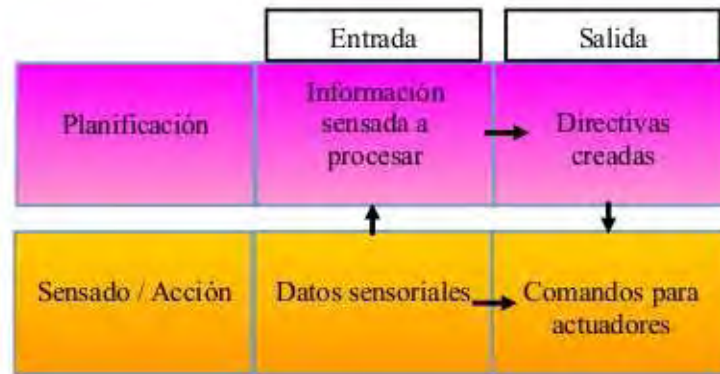 Entrada
Salida
Planificación
Información
sensada a
procesar
Directivas
creadas
Sensado / Acción
Datos sensoriales
Comandos para
actuadores